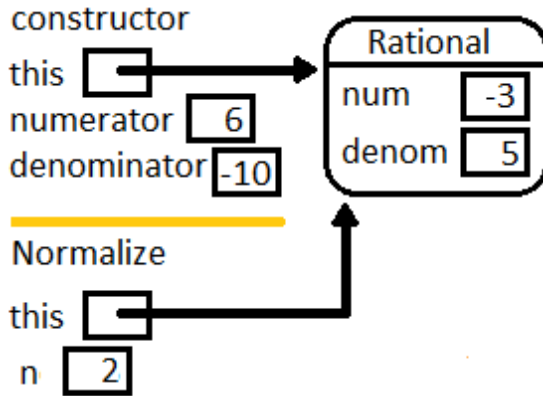 constructor
this
numerator 6
denominator -10
Rational
num -3
denom 5
Normalize
this
n 2